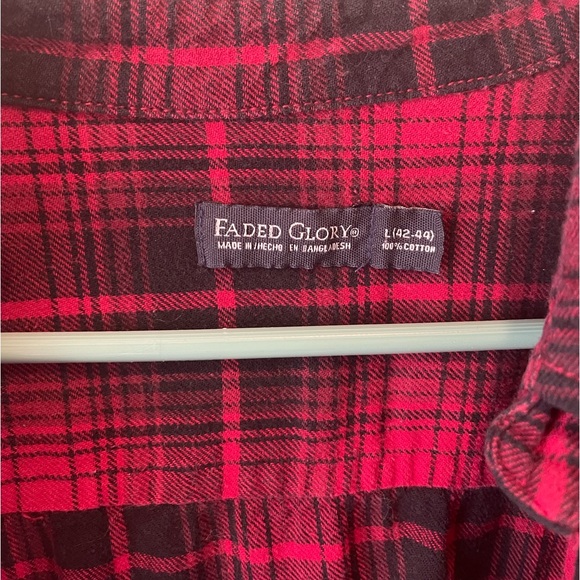 FADED GLORY®
MADE IN/HECHO EN BANGLADESH
L (42-44)
100% COTTON